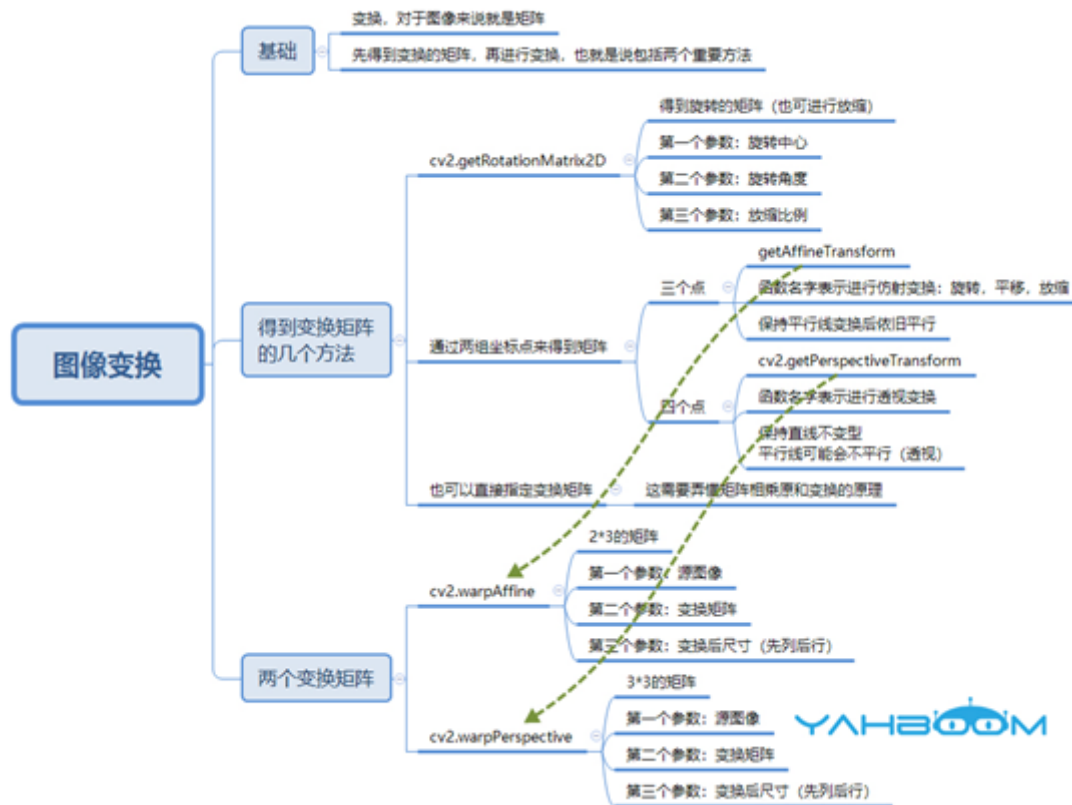 变换，对于图像来说就是矩阵
基础
先得到变换的矩阵，再进行变换，也就是说包括两个重要方法
得到旋转的矩阵（也可进行放缩）
第一个参数：旋转中心
cv2.getRotationMatrix2D
第二个参数：旋转角度
第三个参数：放缩比例
getAffineTransform
三个点
函数名字表示进行仿射变换：旋转，平移，放缩
保持平行线变换后依旧平行
得到变换矩阵
的几个方法
图像变换
通过两组坐标点来得到矩阵
cv2.getPerspectiveTransform
函数名字表示进行透视变换
四个点
保持直线不变型
平行线可能会不平行（透视）
也可以直接指定变换矩阵
这需要弄懂矩阵相乘原和变换的原理
2*3的矩阵
第一个参数：源图像
cv2.warpAffine
第二个参数：变换矩阵
第三个参数：变换后尺寸（先列后行）
两个变换矩阵
3*3的矩阵
第一个参数：源图像
cv2.warpPerspective
第二个参数：变换矩阵
第三个参数：变换后尺寸（先列后行）
YAHBOOM